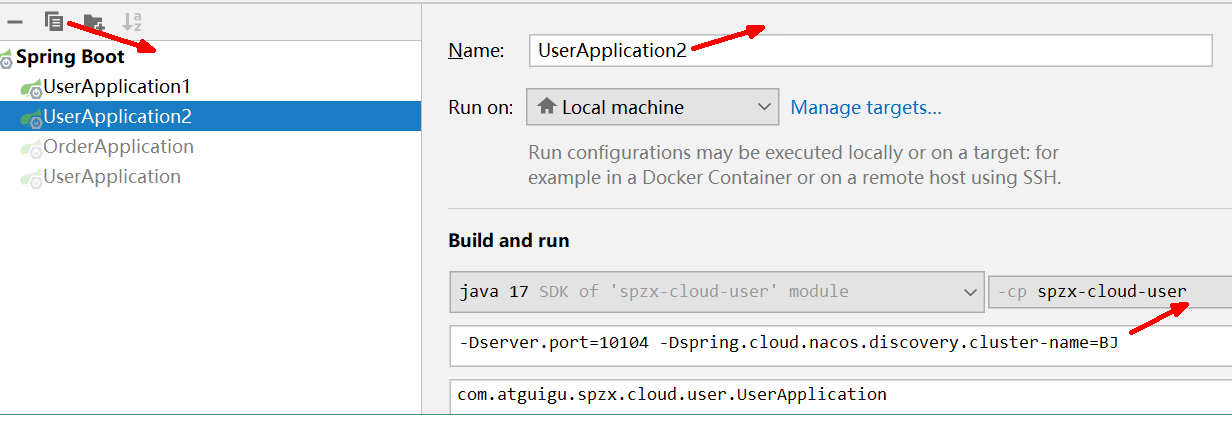 Spring Boot
UserApplication1
UserApplication2
OrderApplication
UserApplication
Name: UserApplication2
Run on: Local machine Manage targets...
Run configurations may be executed locally or on a target: for
example in a Docker Container or on a remote host using SSH.
Build and run
java 17 SDK of 'spzx-cloud-user' module -cp spzx-cloud-user
-Dserver.port=10104 -Dspring.cloud.nacos.discovery.cluster-name=BJ
com.atguigu.spzx.cloud.user.UserApplication